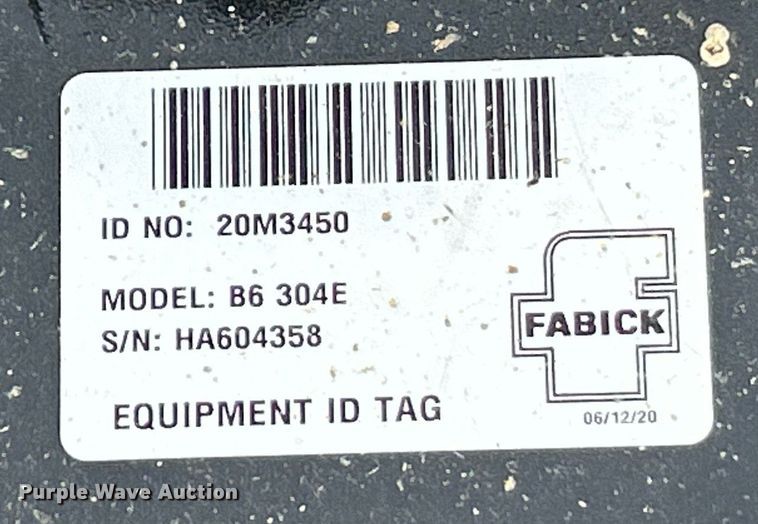 ID NO: 20M3450
MODEL: B6 304E
S/N: HA604358
FABICK
EQUIPMENT ID TAG
06/12/20
Purple Wave Auction